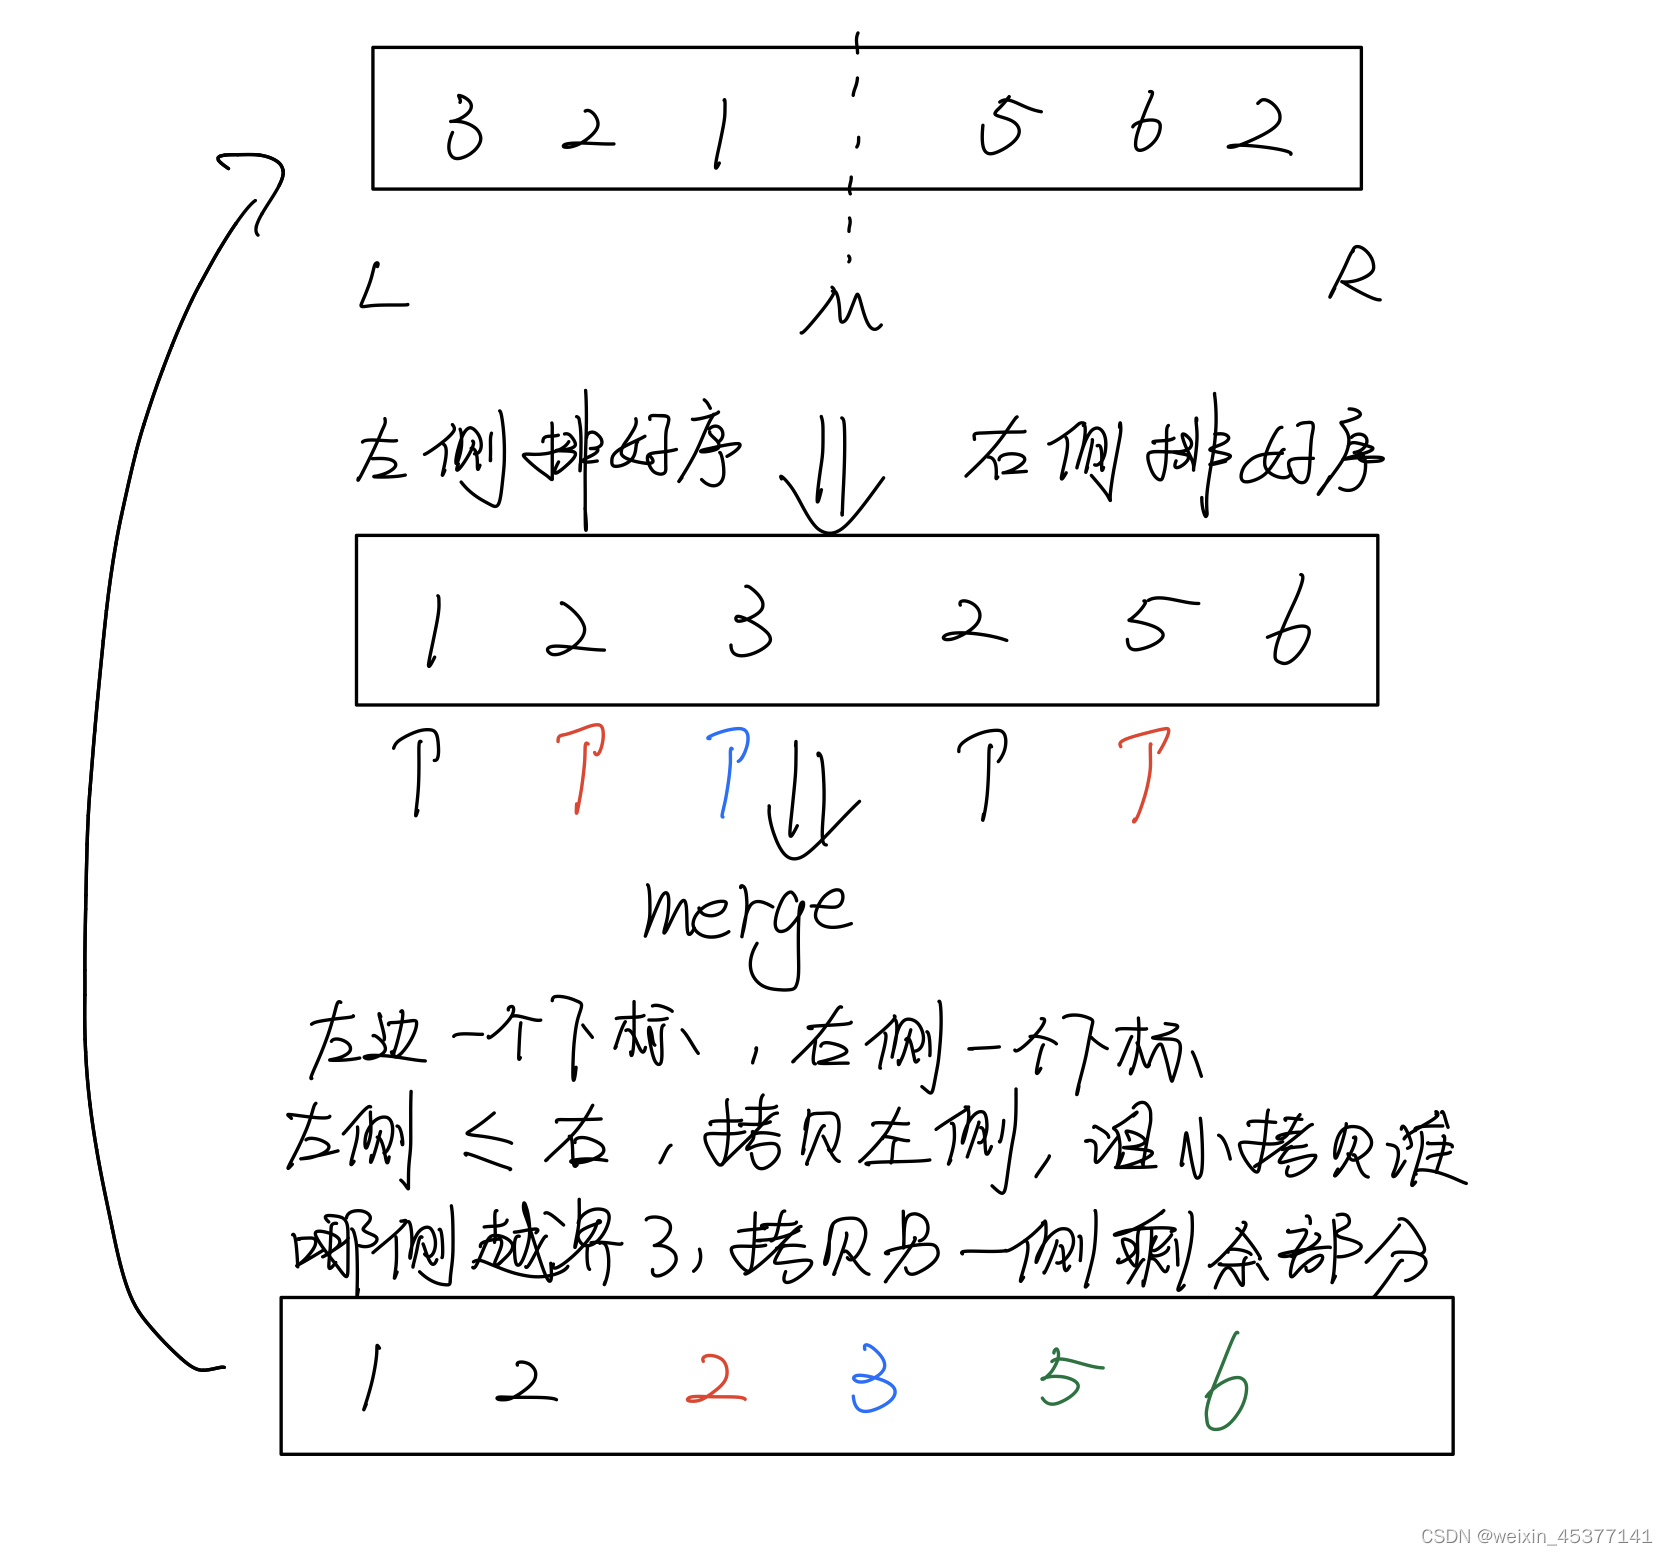 3 2 1 5 6 2
L M R
左侧排好序 右侧排好序
1 2 3 2 5 6
merge
左边一个下标,右侧一个下标
左侧≤右,拷贝左侧,谁小拷贝谁
哪侧越界了,拷贝另一侧剩余部分
1 2 2 3 5 6
CSDN @weixin_45377141